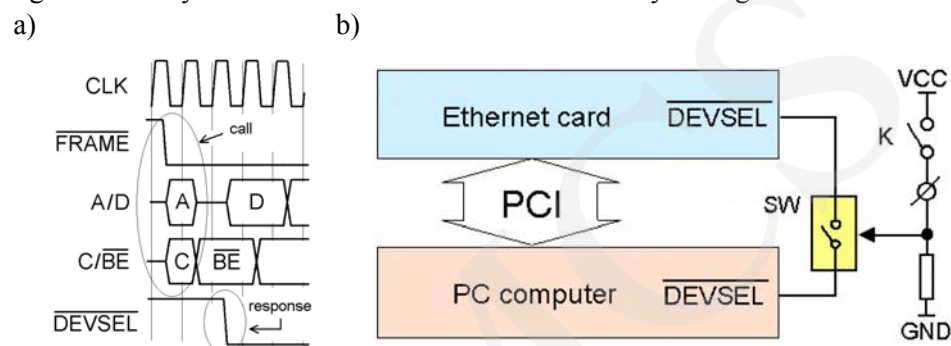 a)
b)
CLK
FRAME
call
A/D
A
D
C/BE
C
BE
DEVSEL
response
Ethernet card DEVSEL
PCI
PC computer DEVSEL
SW
VCC
K
GND